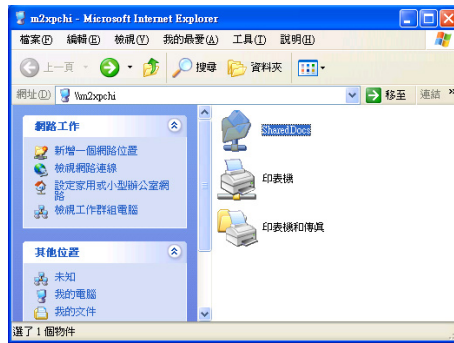 m2xpchi - Microsoft Internet Explorer
檔案(F) 編輯(E) 檢視(V) 我的最愛(A) 工具(T) 說明(H)
上一頁 搜尋 資料夾
網址(D) \\m2xpchi 移至 連結 »
網路工作
新增一個網路位置
檢視網路連線
設定家用或小型辦公室網
路
檢視工作群組電腦
其他位置
未知
我的電腦
我的文件
SharedDocs
印表機
印表機和傳真
選了 1 個物件